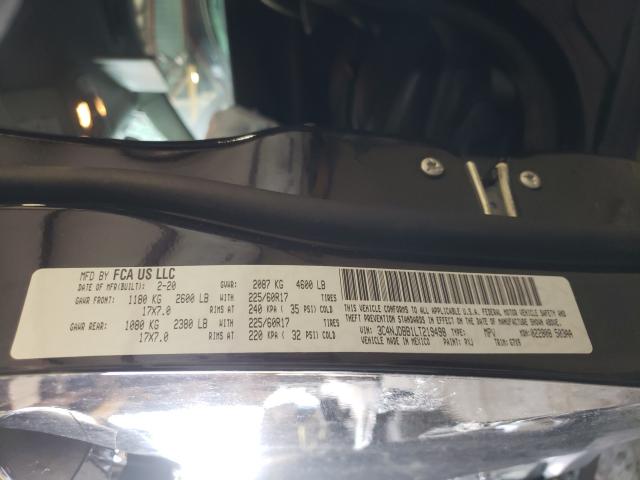 MFD BY FCA US LLC
DATE OF MFR(BUILT): 2-20 GVWR: 2087 KG 4600 LB
GAWR FRONT: 1180 KG 2600 LB WITH 225/60R17 TIRES
17X7.0 RIMS AT 240 KPA ( 35 PSI) COLD
GAWR REAR: 1080 KG 2380 LB WITH 225/60R17 TIRES
17X7.0 RIMS AT 220 KPA ( 32 PSI) COLD
THIS VEHICLE CONFORMS TO ALL APPLICABLE U.S.A. FEDERAL MOTOR VEHICLE SAFETY AND
THEFT PREVENTION STANDARDS IN EFFECT ON THE DATE OF MANUFACTURE SHOWN ABOVE.
VIN: 3C4NJDBB1LT219498 TYPE: MPV MDH:
MADE IN MEXICO PAINT: PXJ TRIM: